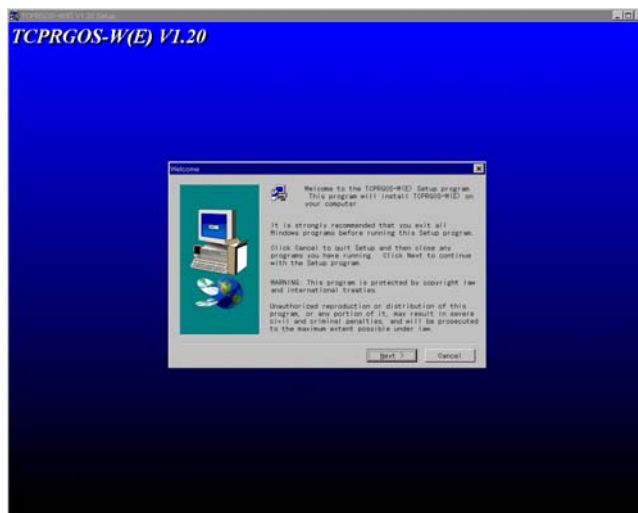 TCPRGOS-W(E) V1.20 Setup
TCPRGOS-W(E) V1.20
Welcome
Welcome to the TCPRGOS-W(E) Setup program.
This program will install TCPRGOS-W(E) on
your computer
It is strongly recommended that you exit all
Windows programs before running this Setup program.
Click Cancel to quit Setup and then close any
programs you have running. Click Next to continue
with the Setup program.
WARNING: This program is protected by copyright law
and international treaties.
Unauthorized reproduction or distribution of this
program, or any portion of it, may result in severe
civil and criminal penalties, and will be prosecuted
to the maximum extent possible under law.
Next >
Cancel